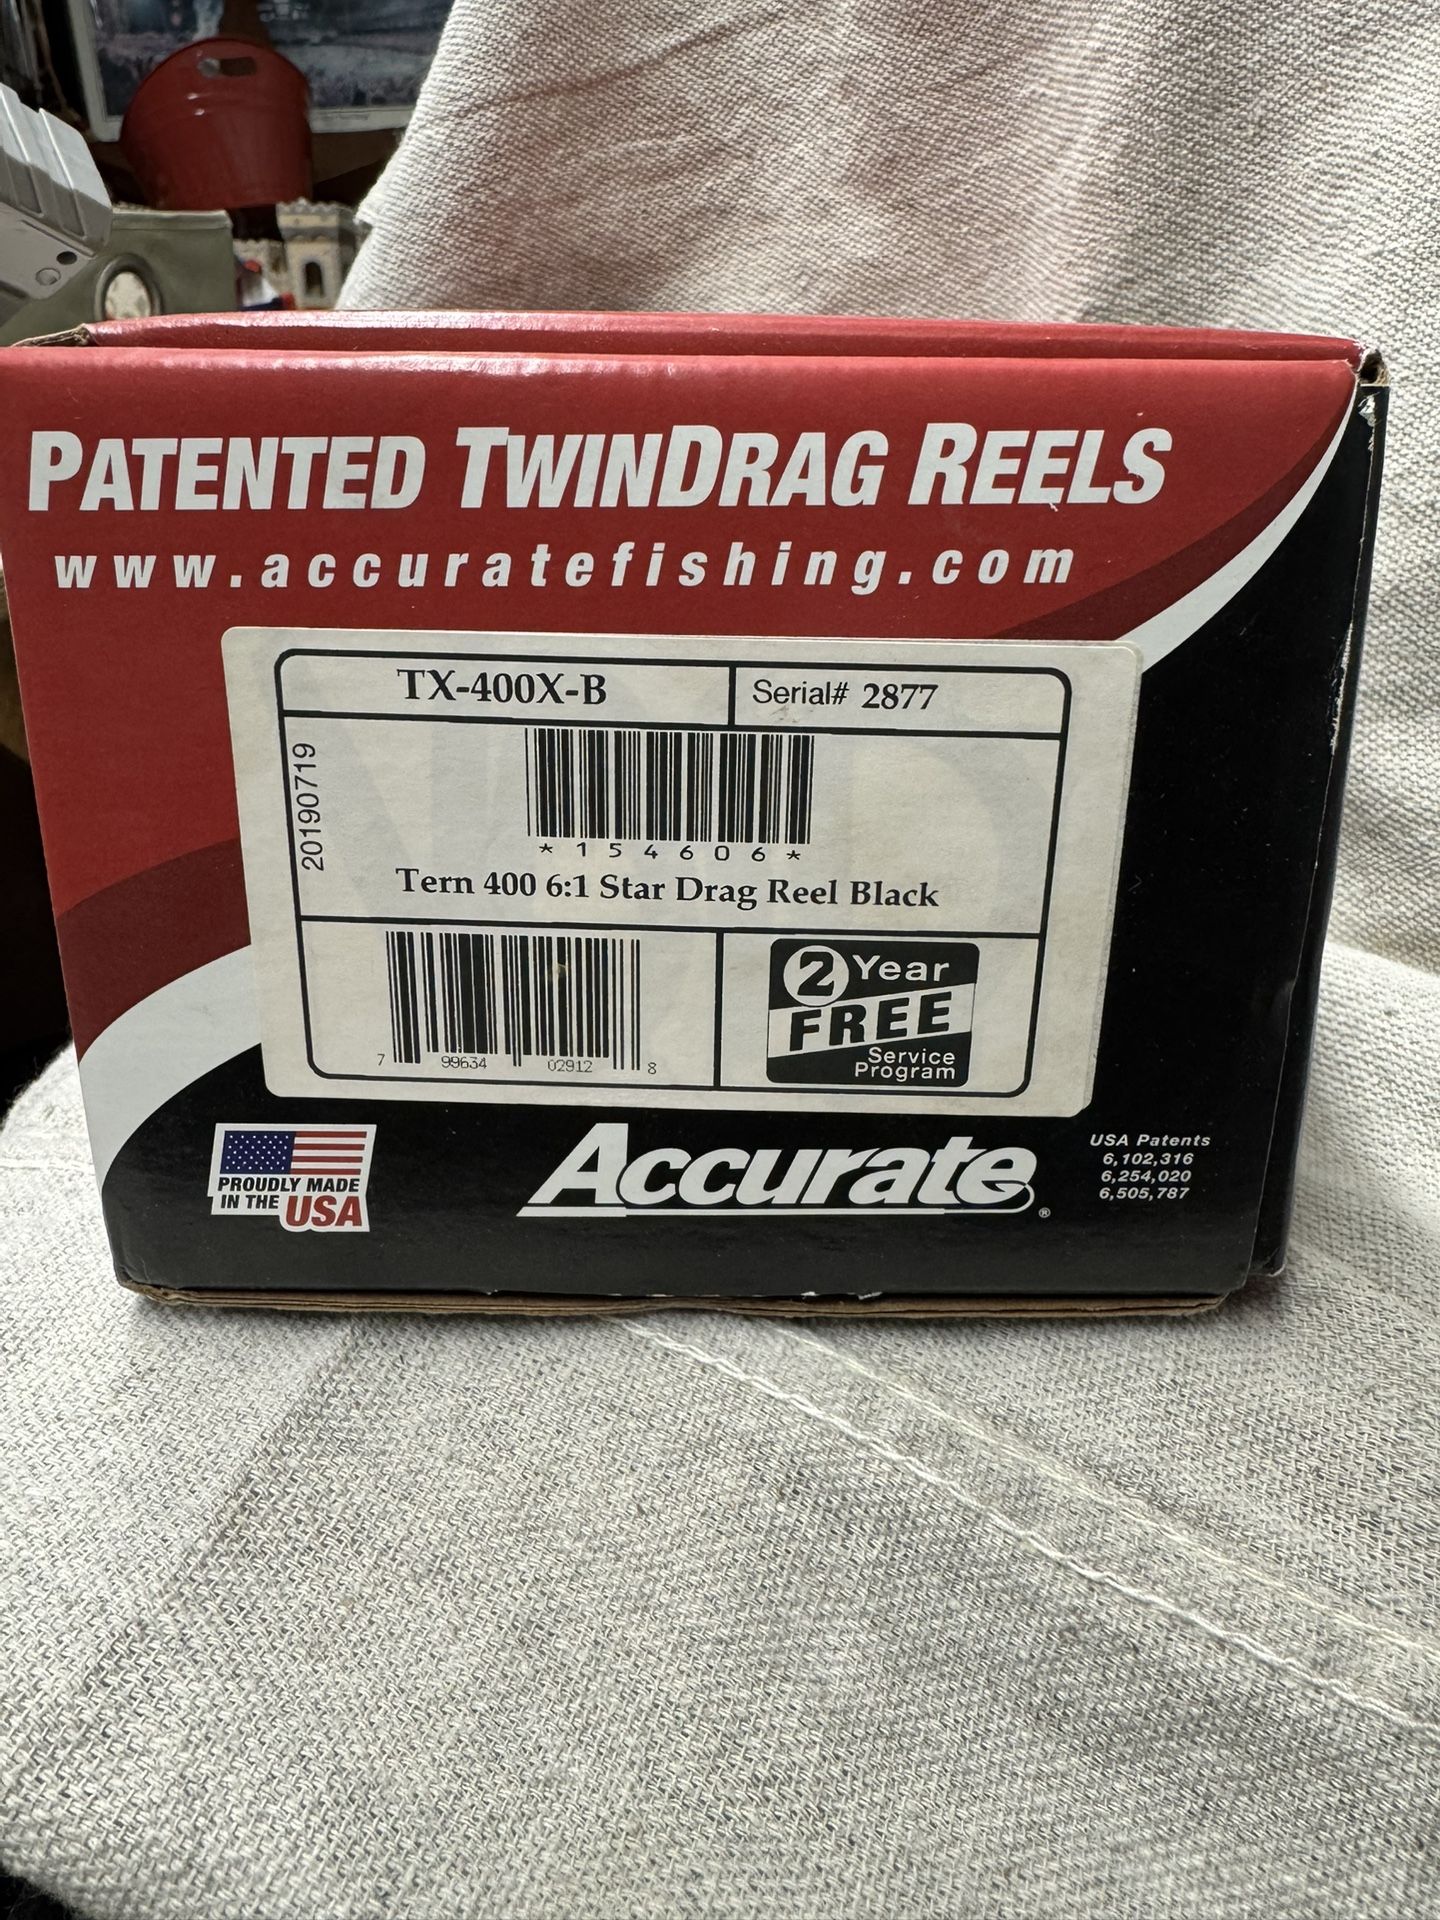 PATENTED TWINDRAG REELS
www.accuratefishing.com
TX-400X-B
Serial# 2877
20190719
*154606*
Tern 400 6:1 Star Drag Reel Black
7 99634 02912 8
2 Year
FREE
Service
Program
PROUDLY MADE
IN THE USA
ACCURATE®
USA Patents
6,102,316
6,254,020
6,505,787